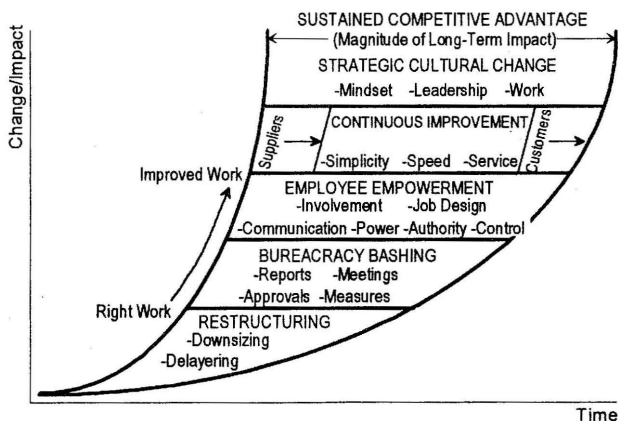 SUSTAINED COMPETITIVE ADVANTAGE
(Magnitude of Long-Term Impact)
STRATEGIC CULTURAL CHANGE
-Mindset -Leadership -Work
CONTINUOUS IMPROVEMENT
Suppliers
Customers
-Simplicity -Speed -Service
EMPLOYEE EMPOWERMENT
-Involvement -Job Design
-Communication -Power -Authority -Control
BUREACRACY BASHING
-Reports -Meetings
-Approvals -Measures
RESTRUCTURING
-Downsizing
-Delayering
Improved Work
Right Work
Change/Impact
Time